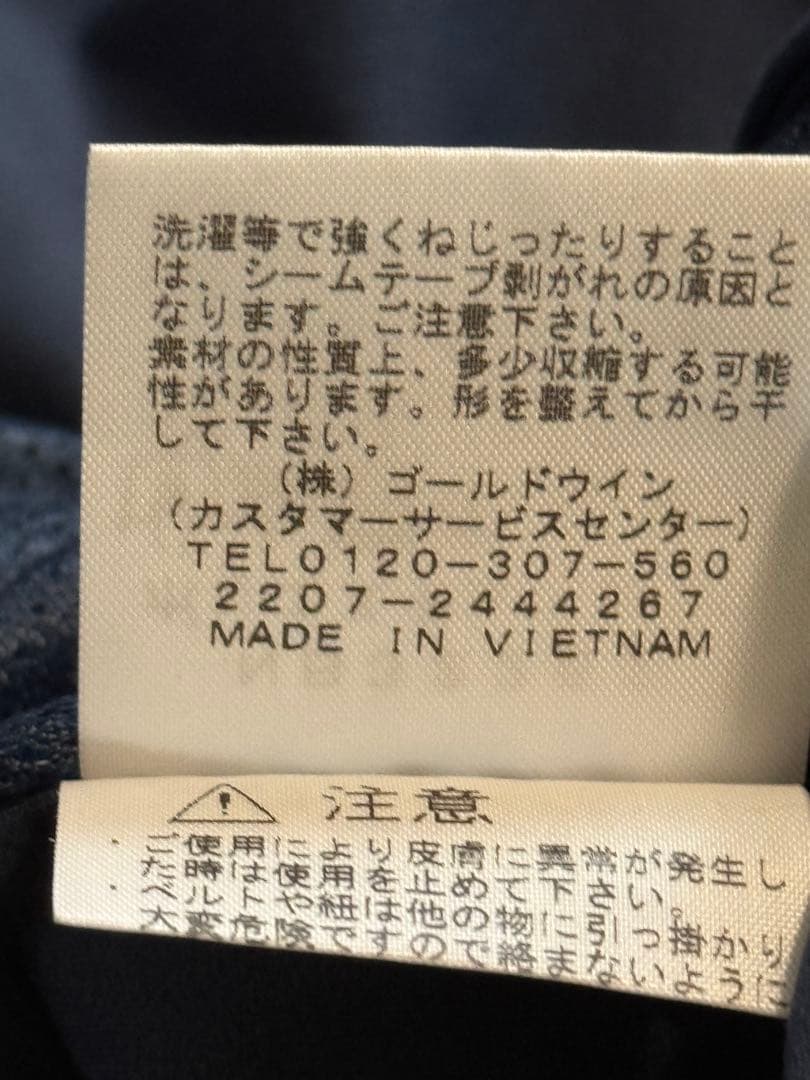 洗濯等で強くねじったりすること
は、シームテープ剥がれの原因と
なります。ご注意下さい。
素材の性質上、多少収縮する可能
性があります。形を整えてから干
して下さい。
(株) ゴールドウイン
(カスタマーサービスセンター)
TEL0120-307-560
2207-2444267
MADE IN VIETNAM
注意
・ご使用により皮膚に異常が発生し
た時は使用を止めて下さい。
・ベルトや紐はす他の物に引っ掛かり
大変危険ですので絡まないように